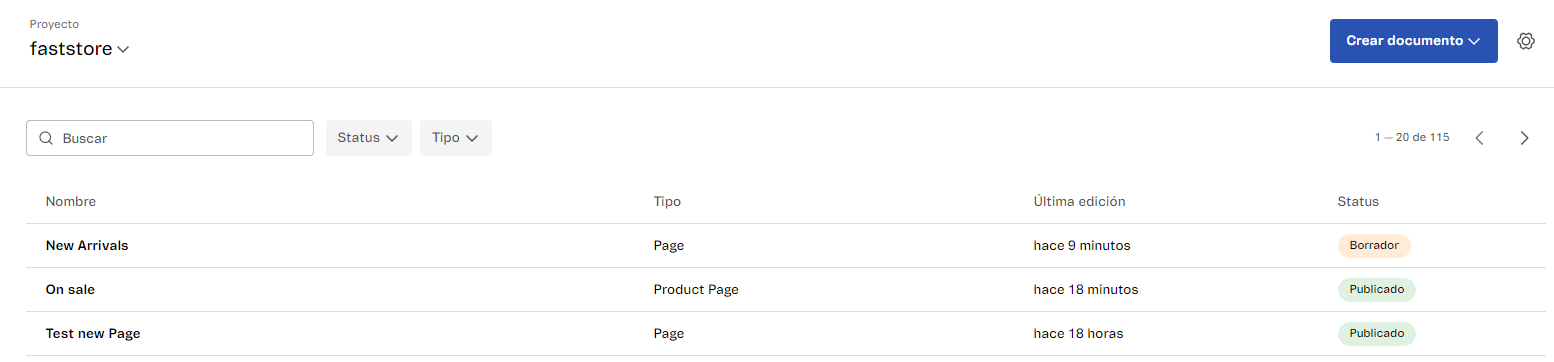 Proyecto
faststore
Crear documento
Buscar
Status
Tipo
1 — 20 de 115
Nombre Tipo Última edición Status
New Arrivals Page hace 9 minutos Borrador
On sale Product Page hace 18 minutos Publicado
Test new Page Page hace 18 horas Publicado